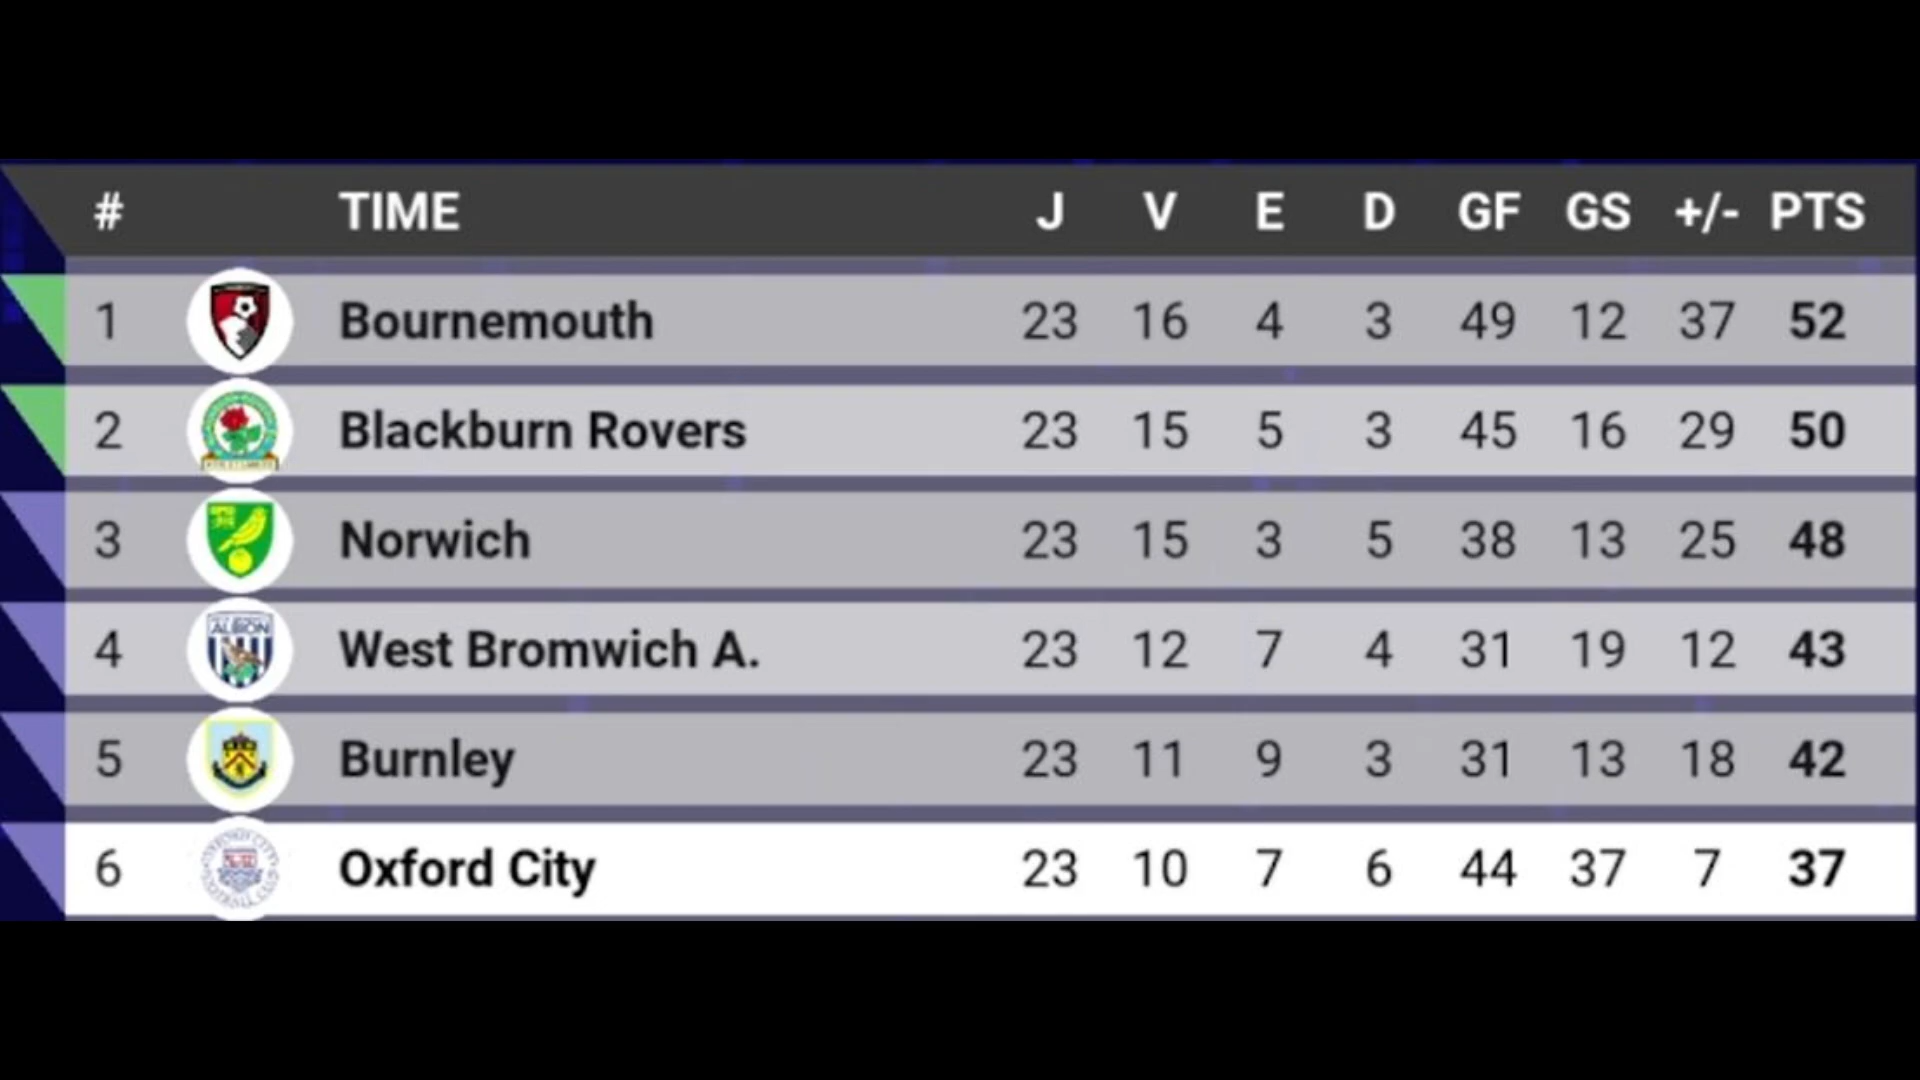 # TIME J V E D GF GS +/- PTS
1 Bournemouth 23 16 4 3 49 12 37 52
2 Blackburn Rovers 23 15 5 3 45 16 29 50
3 Norwich 23 15 3 5 38 13 25 48
ALBION
4 West Bromwich A. 23 12 7 4 31 19 12 43
5 Burnley 23 11 9 3 31 13 18 42
6 Oxford City 23 10 7 6 44 37 7 37